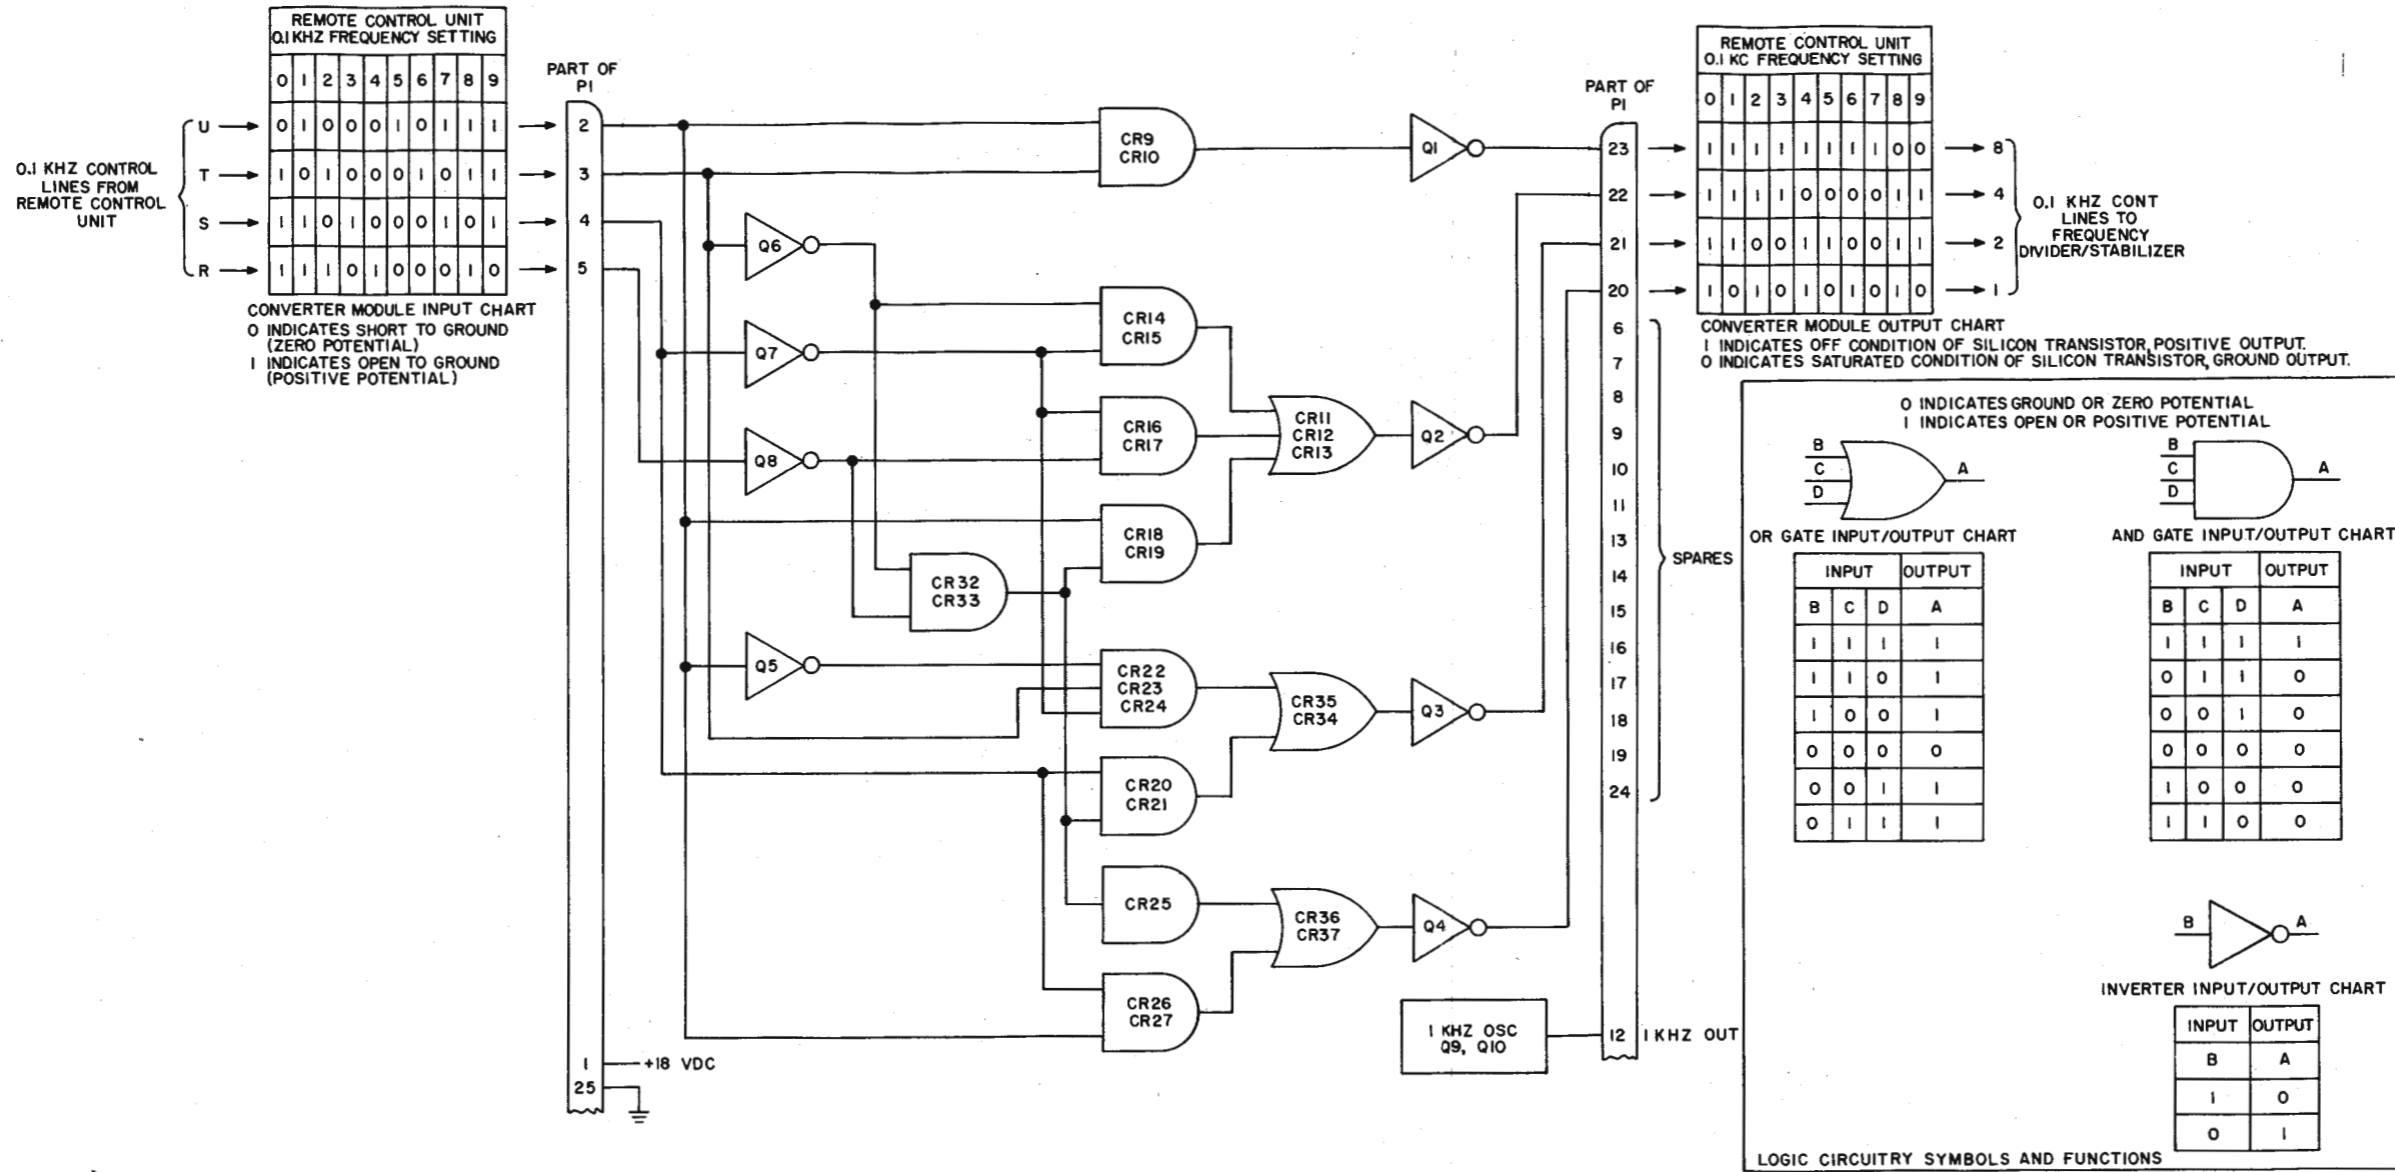 REMOTE CONTROL UNIT
0.1 KHZ FREQUENCY SETTING
0 1 2 3 4 5 6 7 8 9
U 0 1 0 0 0 1 0 1 1 1
T 1 0 1 0 0 0 1 0 1 1
S 1 1 0 1 0 0 0 1 0 1
R 1 1 1 0 1 0 0 0 1 0
0.1 KHZ CONTROL
LINES FROM
REMOTE CONTROL
UNIT
CONVERTER MODULE INPUT CHART
0 INDICATES SHORT TO GROUND
(ZERO POTENTIAL)
1 INDICATES OPEN TO GROUND
(POSITIVE POTENTIAL)
PART OF
P1
2
3
4
5
1
+18 VDC
25
Q6
Q7
Q8
Q5
CR32
CR33
CR9
CR10
CR14
CR15
CR16
CR17
CR18
CR19
CR22
CR23
CR24
CR20
CR21
CR25
CR26
CR27
CR11
CR12
CR13
CR35
CR34
CR36
CR37
Q1
Q2
Q3
Q4
1 KHZ OSC
Q9, Q10
PART OF
P1
23
22
21
20
6
7
8
9
10
11
13
14
15
16
17
18
19
24
SPARES
12 1 KHZ OUT
REMOTE CONTROL UNIT
0.1 KC FREQUENCY SETTING
0 1 2 3 4 5 6 7 8 9
1 1 1 1 1 1 1 1 0 0 8
1 1 1 1 0 0 0 0 1 1 4
1 1 0 0 1 1 0 0 1 1 2
1 0 1 0 1 0 1 0 1 0 1
0.1 KHZ CONT
LINES TO
FREQUENCY
DIVIDER/STABILIZER
CONVERTER MODULE OUTPUT CHART
1 INDICATES OFF CONDITION OF SILICON TRANSISTOR, POSITIVE OUTPUT.
0 INDICATES SATURATED CONDITION OF SILICON TRANSISTOR, GROUND OUTPUT.
0 INDICATES GROUND OR ZERO POTENTIAL
1 INDICATES OPEN OR POSITIVE POTENTIAL
B
C
D
A
OR GATE INPUT/OUTPUT CHART
INPUT OUTPUT
B C D A
1 1 1 1
1 1 0 1
1 0 0 1
0 0 0 0
0 0 1 1
0 1 1 1
B
C
D
A
AND GATE INPUT/OUTPUT CHART
INPUT OUTPUT
B C D A
1 1 1 1
0 1 1 0
0 0 1 0
0 0 0 0
1 0 0 0
1 1 0 0
B A
INVERTER INPUT/OUTPUT CHART
INPUT OUTPUT
B A
1 0
0 1
LOGIC CIRCUITRY SYMBOLS AND FUNCTIONS